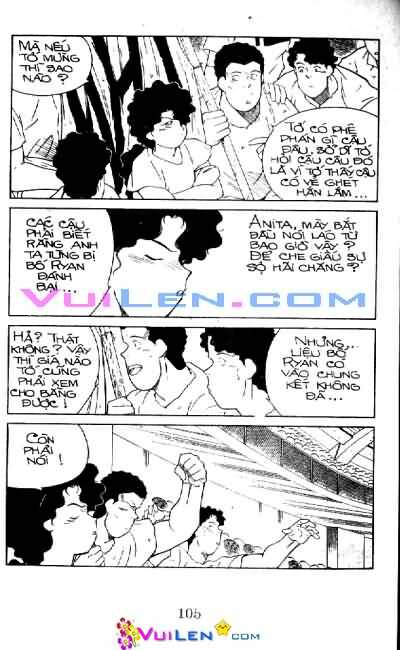 MÀ NẾU
TỚ MỪNG
THÌ SAO
NÀO ?
TỚ CÓ PHÊ
PHÁN GÌ CẬU
ĐÂU, SỞ DĨ TỚ
HỎI CẬU CÂU ĐÓ
LÀ VÌ TỚ THẤY CẬU
CÓ VẺ GHÉT
HẮN LẮM...
CÁC CẬU
PHẢI BIẾT
RẰNG ANH
TA TỪNG BỊ
BỐ RYAN
ĐÁNH
BẠI...
ANITA, MÀY BẮT
ĐẦU NÓI LÁO TỪ
BAO GIỜ VẬY ?
ĐỂ CHE GIẤU SỰ
SỢ HÃI CHĂNG ?
VUILEN.COM
HẢ ? THẬT
KHÔNG ? VẬY
THÌ GIÁ NÀO
TỚ CŨNG
PHẢI XEM
CHO BẰNG
ĐƯỢC !
NHƯNG...
LIỆU BỐ
RYAN CÓ
VÀO CHUNG
KẾT KHÔNG
ĐÃ...
CÒN
PHẢI
NÓI !
105
VUILEN
.COM